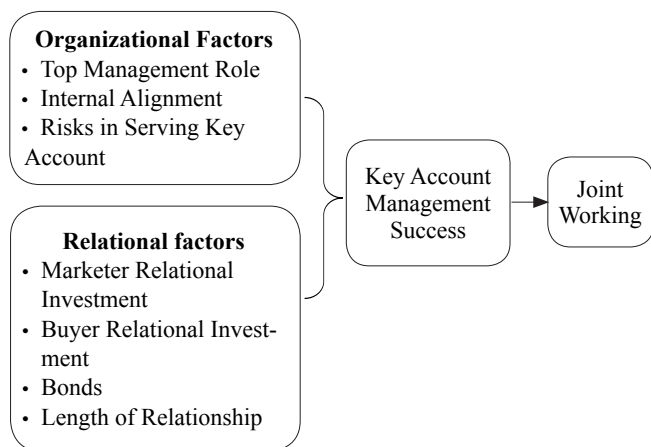 Organizational Factors
• Top Management Role
• Internal Alignment
• Risks in Serving Key
Account
Relational factors
• Marketer Relational
Investment
• Buyer Relational Invest-
ment
• Bonds
• Length of Relationship
Key Account
Management
Success
Joint
Working